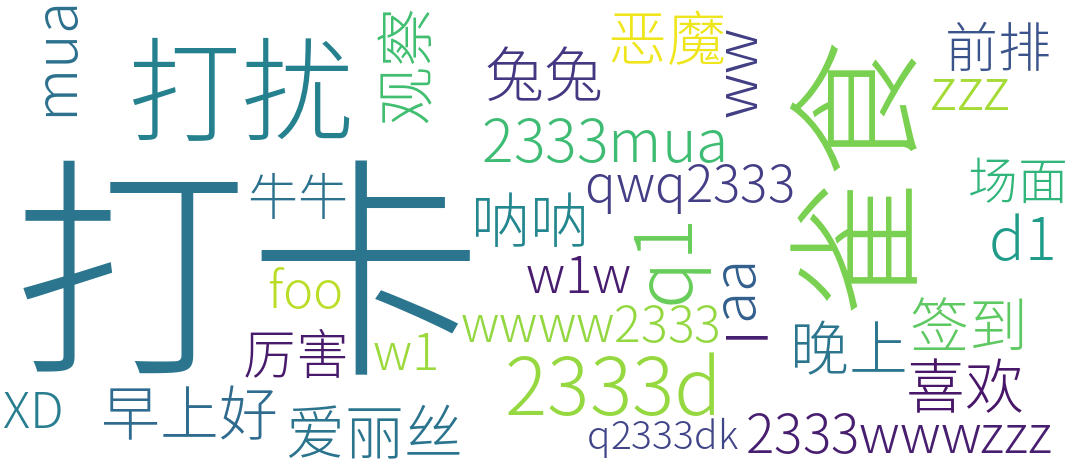 mua
打扰
观察
兔兔
恶魔
www
雀食
前排
zzz
2333mua
打卡
牛牛
qwq2333
场面
呐呐
q1
d1
foo
w1w
laa
厉害
w1
wwww2333
晚上
签到
XD
早上好
爱丽丝
2333d
喜欢
q2333dk
2333wwwzzz